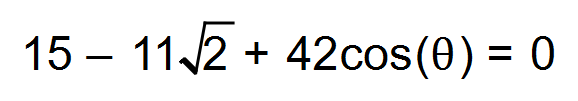 15 – 11√2 + 42cos(θ) = 0